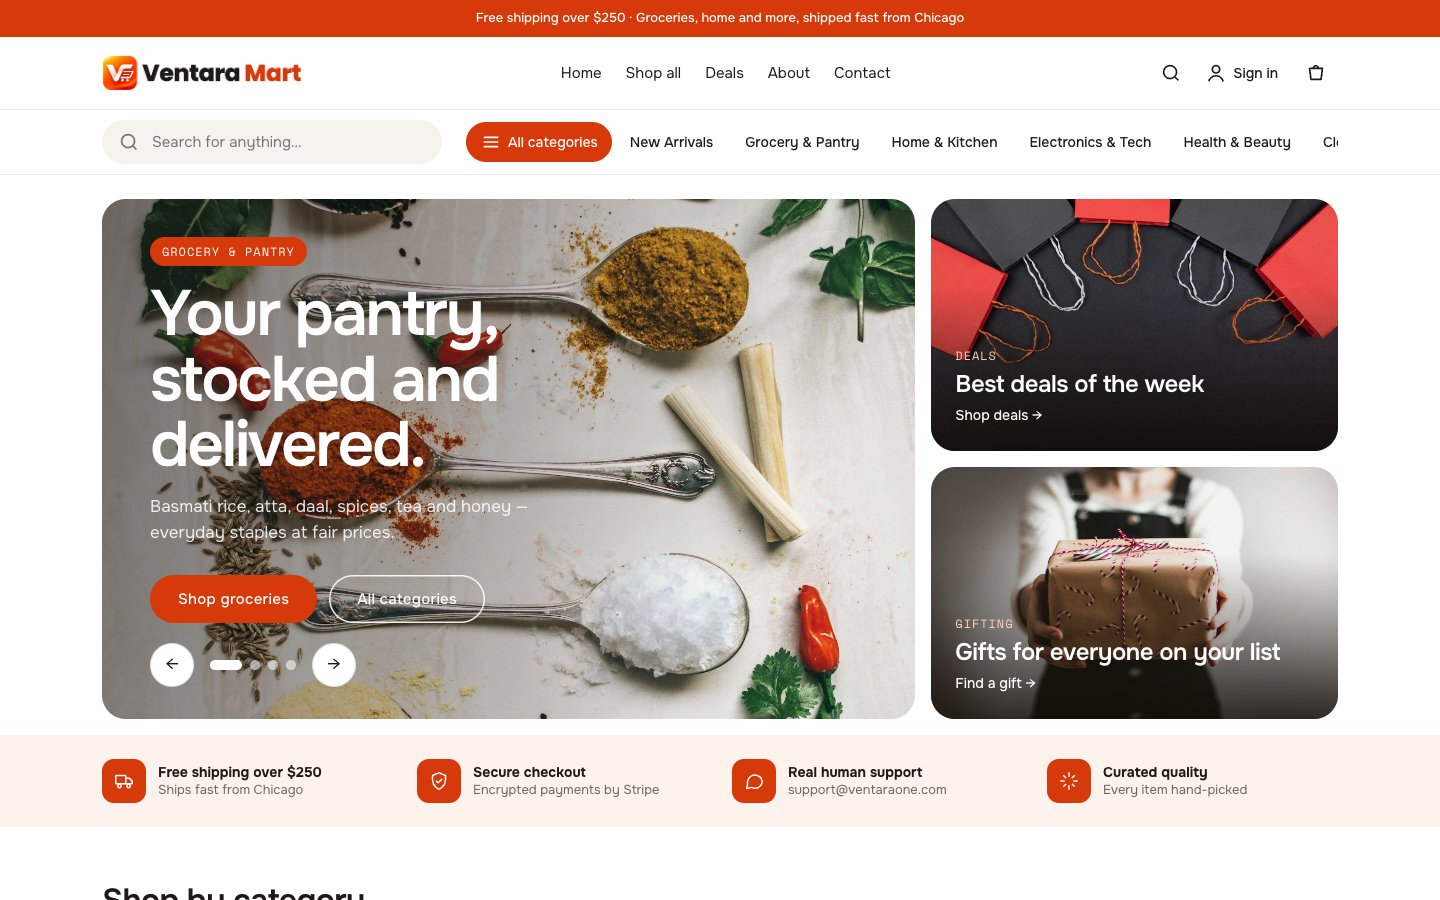 Free shipping over $250 · Groceries, home and more, shipped fast from Chicago
Ventara Mart
Home
Shop all
Deals
About
Contact
Sign in
Search for anything...
All categories
New Arrivals
Grocery & Pantry
Home & Kitchen
Electronics & Tech
Health & Beauty
GROCERY & PANTRY
Your pantry,
stocked and
delivered.
Basmati rice, atta, daal, spices, tea and honey —
everyday staples at fair prices.
Shop groceries
All categories
DEALS
Best deals of the week
Shop deals →
GIFTING
Gifts for everyone on your list
Find a gift →
Free shipping over $250
Ships fast from Chicago
Secure checkout
Encrypted payments by Stripe
Real human support
support@ventaraone.com
Curated quality
Every item hand-picked
Shop by category